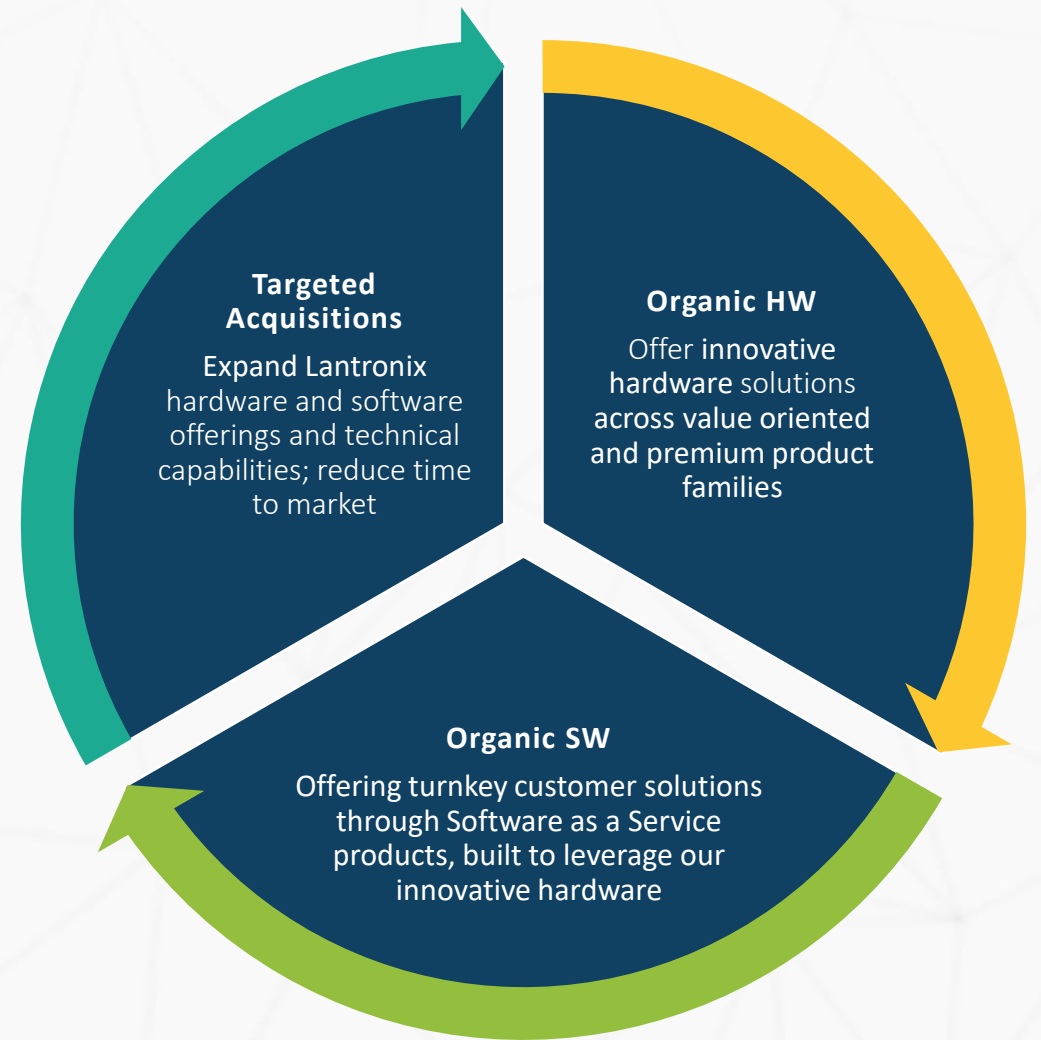 Targeted
Acquisitions
Expand Lantronix
hardware and software
offerings and technical
capabilities; reduce time
to market
Organic HW
Offer innovative
hardware solutions
across value oriented
and premium product
families
Organic SW
Offering turnkey customer solutions
through Software as a Service
products, built to leverage our
innovative hardware